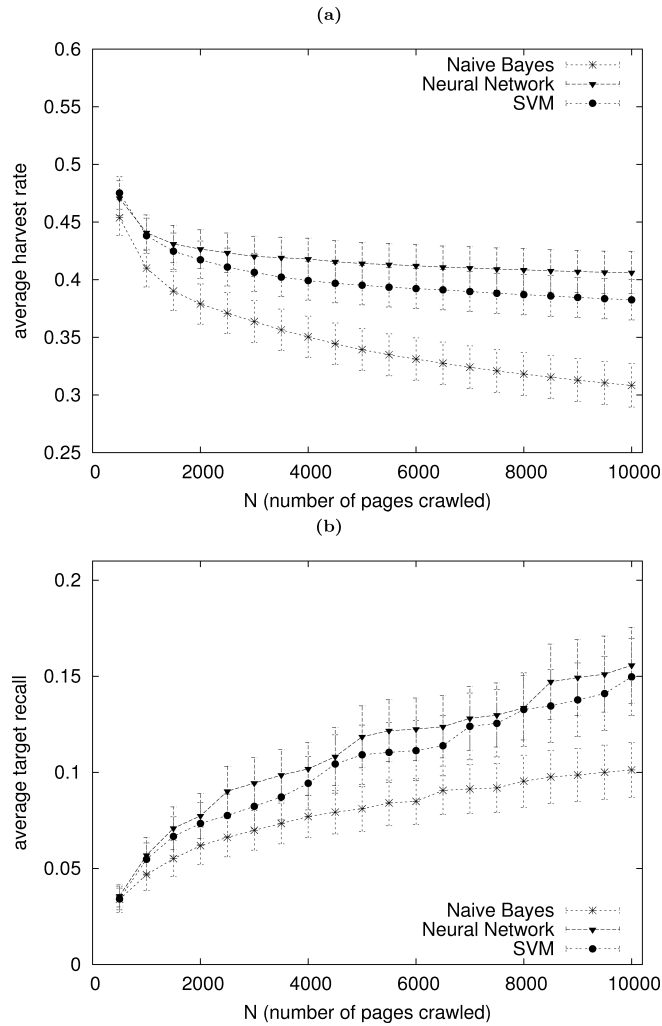 (a)
0.6
0.55
0.5
0.45
0.4
0.35
0.3
0.25
average harvest rate
Naive Bayes
Neural Network
SVM
0 2000 4000 6000 8000 10000
N (number of pages crawled)
(b)
0.2
0.15
0.1
0.05
0
average target recall
Naive Bayes
Neural Network
SVM
0 2000 4000 6000 8000 10000
N (number of pages crawled)